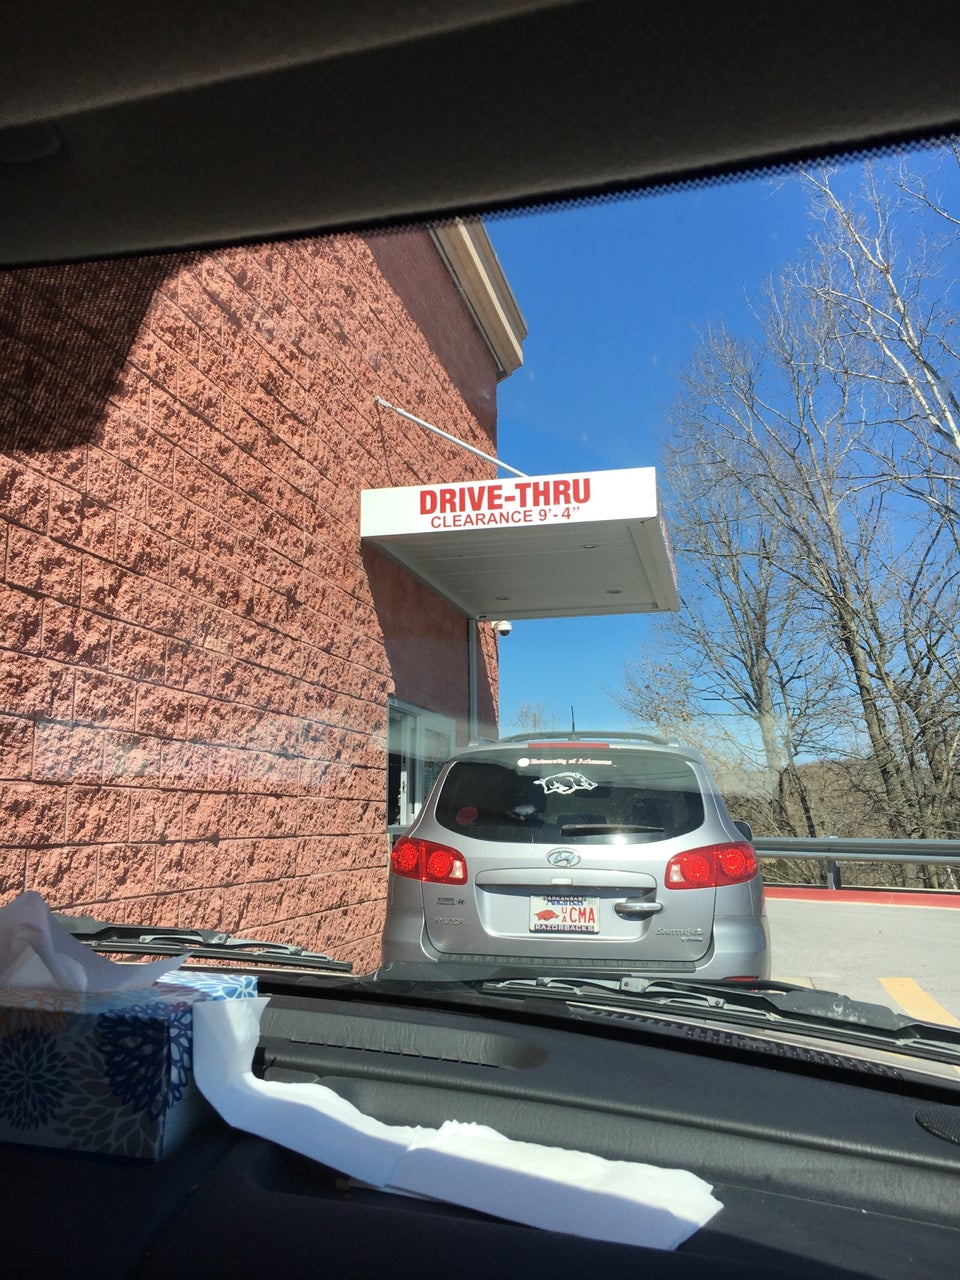 DRIVE-THRU
CLEARANCE 9'-4"
University of Arkansas
ARKANSAS
U
A CMA
RAZORBACKS
HYUNDAI
Santa Fe